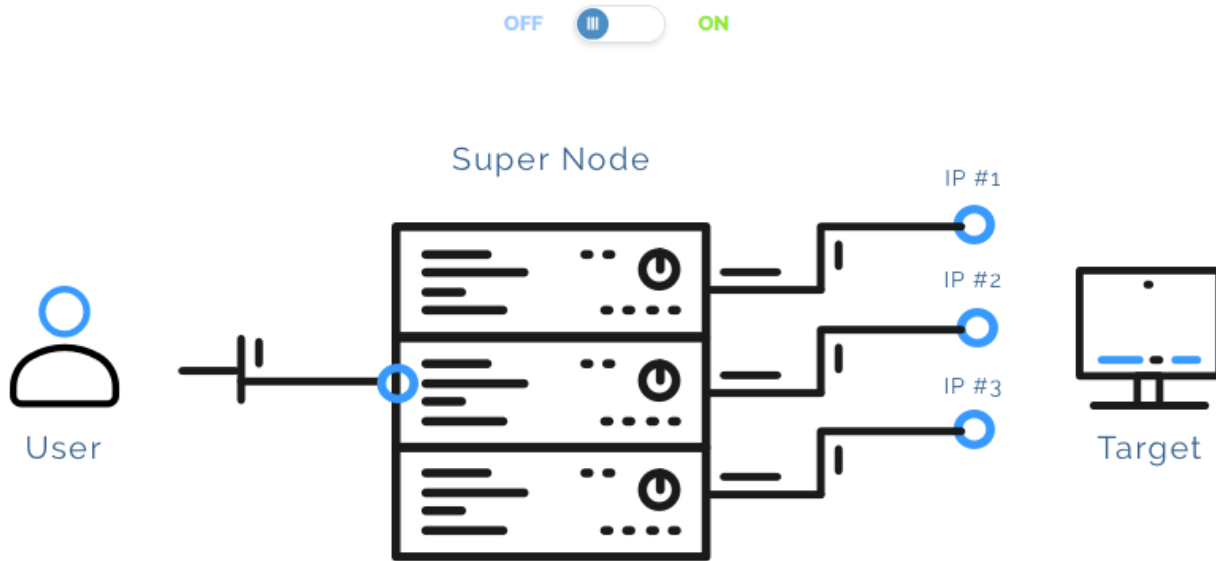 OFF ON
Super Node
IP #1
IP #2
IP #3
User
Target